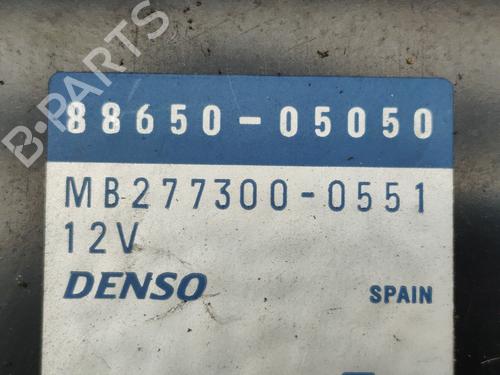 B-PARTS
88650-05050
MB277300-0551
12V
DENSO
SPAIN